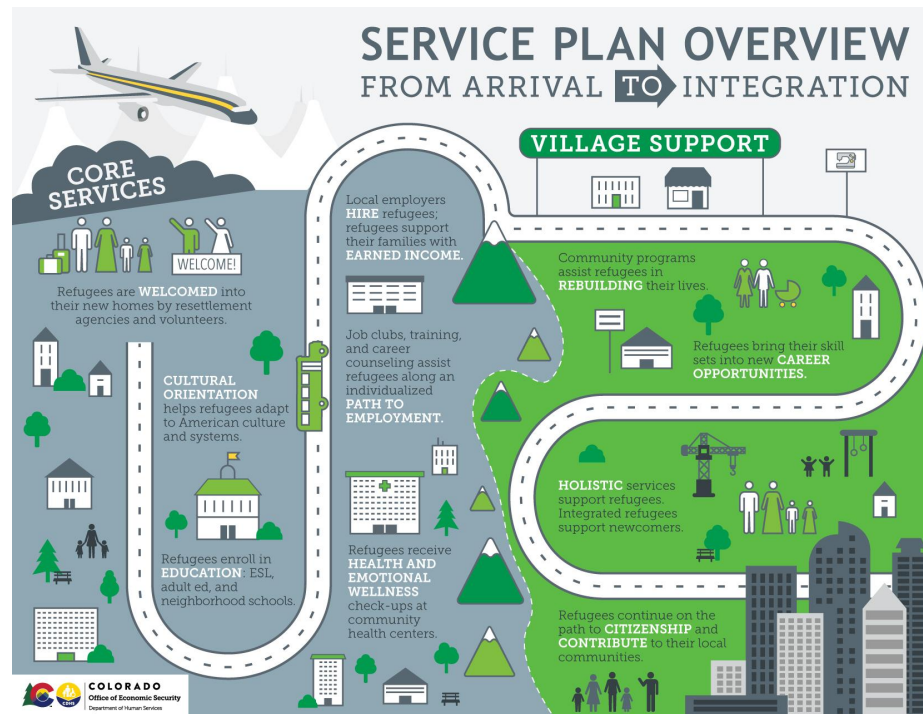 SERVICE PLAN OVERVIEW
FROM ARRIVAL TO INTEGRATION
CORE
SERVICES
WELCOME!
Refugees are WELCOMED into
their new homes by resettlement
agencies and volunteers.
CULTURAL
ORIENTATION
helps refugees adapt
to American culture
and systems.
Refugees enroll in
EDUCATION: ESL,
adult ed, and
neighborhood schools.
Local employers
HIRE refugees;
refugees support
their families with
EARNED INCOME.
Job clubs, training,
and career
counseling assist
refugees along an
individualized
PATH TO
EMPLOYMENT.
Refugees receive
HEALTH AND
EMOTIONAL
WELLNESS
check-ups at
community
health centers.
VILLAGE SUPPORT
Community programs
assist refugees in
REBUILDING their lives.
Refugees bring their skill
sets into new CAREER
OPPORTUNITIES.
HOLISTIC services
support refugees.
Integrated refugees
support newcomers.
Refugees continue on the
path to CITIZENSHIP and
CONTRIBUTE to their local
communities.
CDHS
COLORADO
Office of Economic Security
Department of Human Services